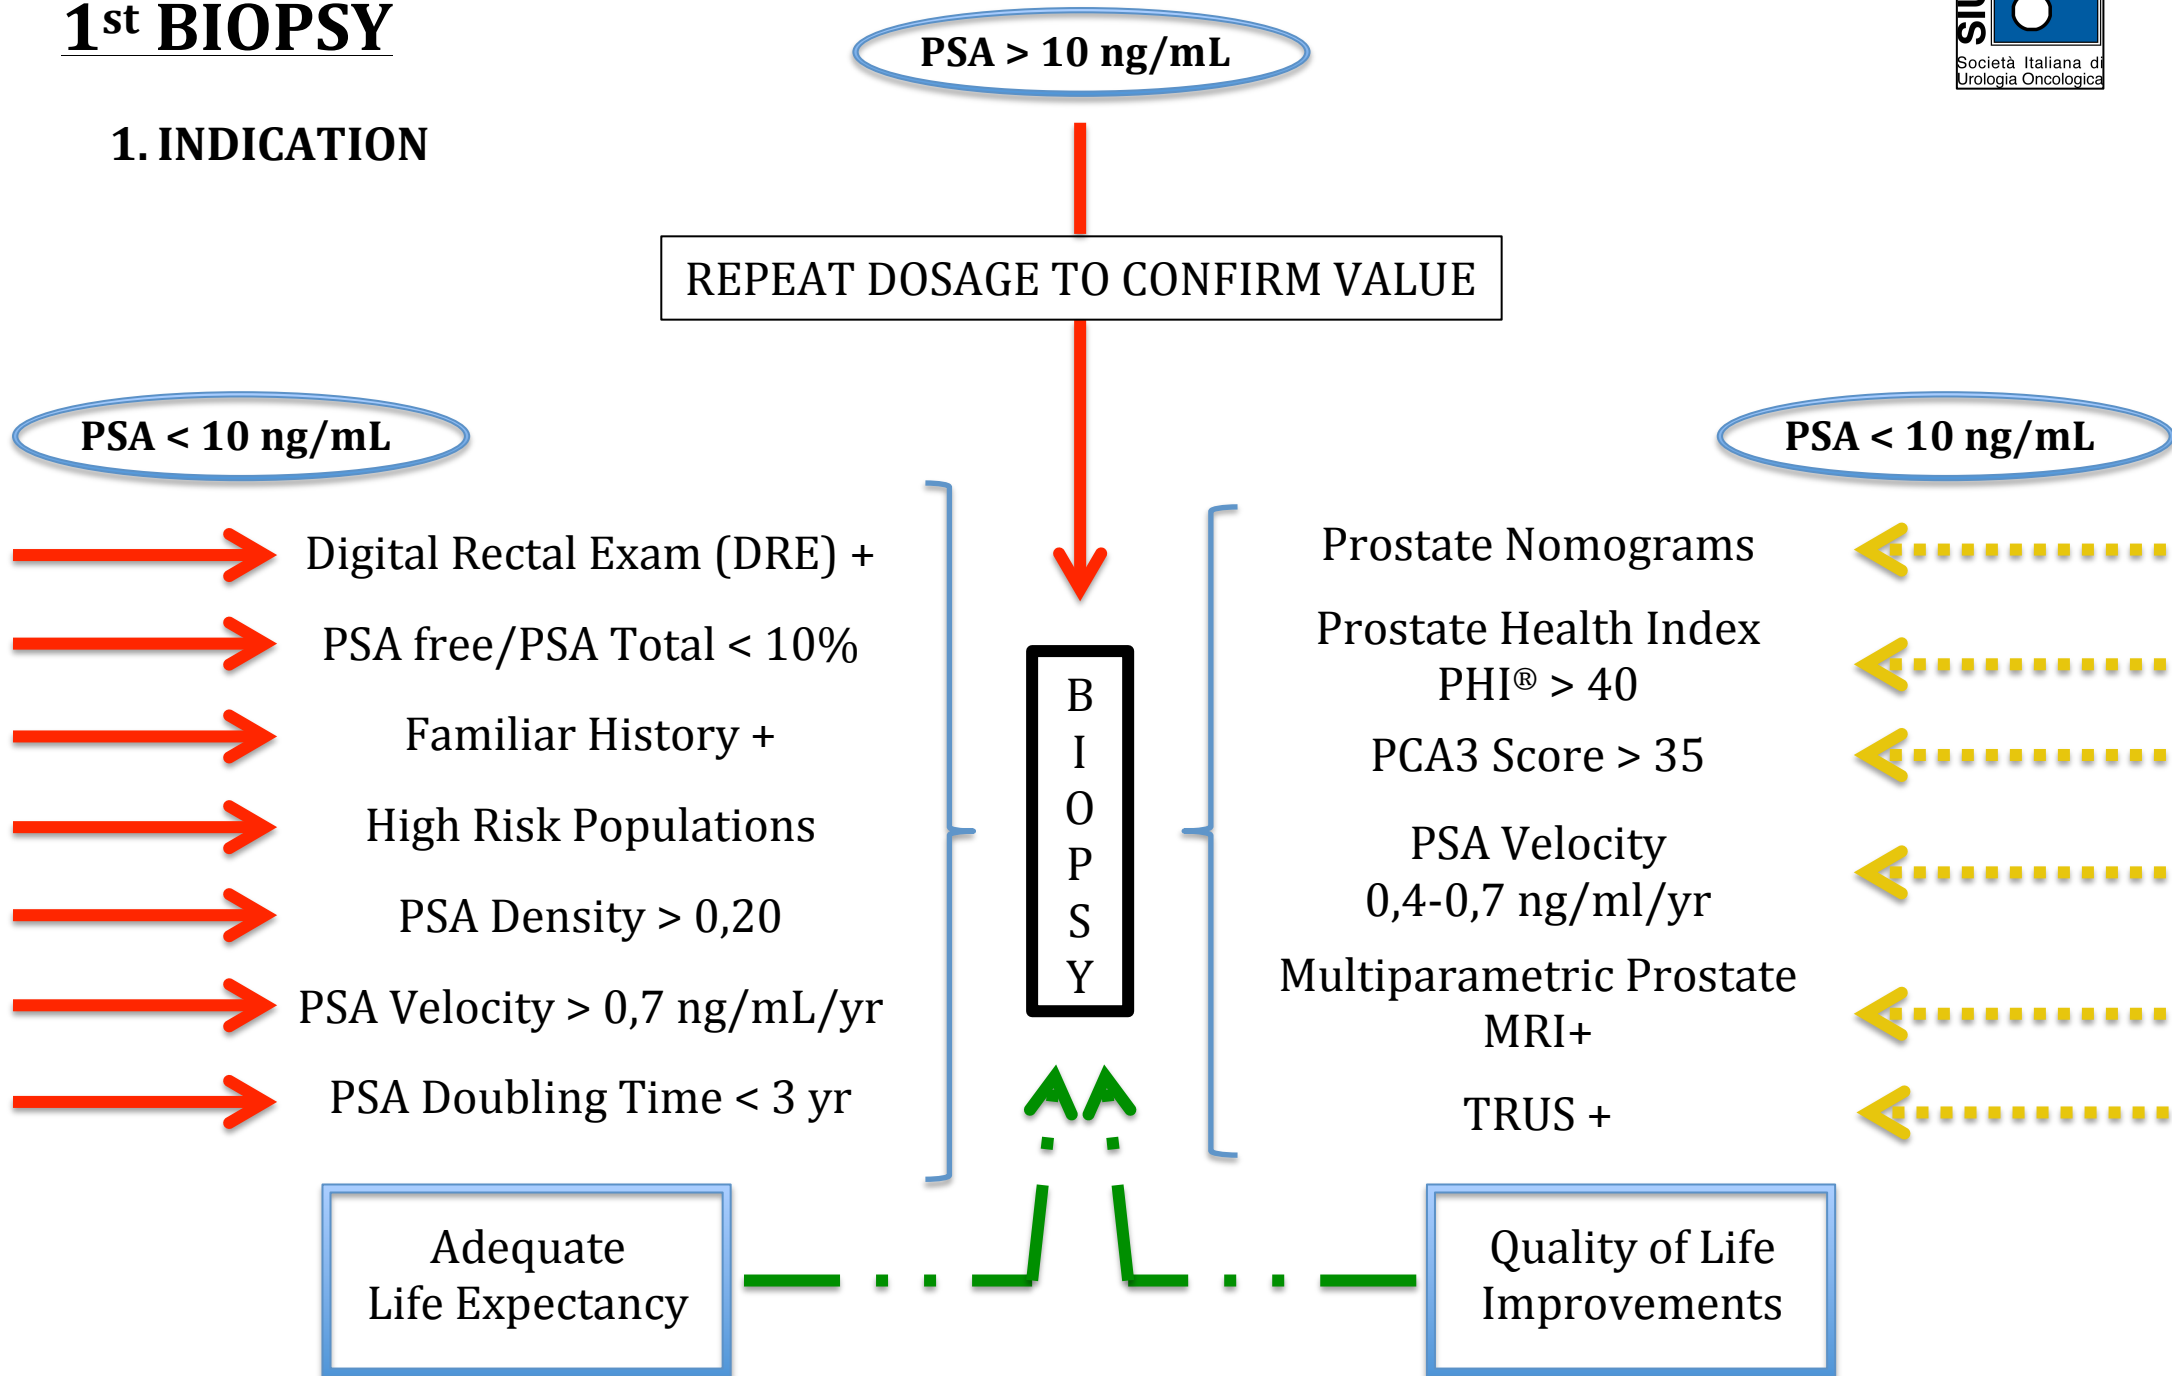 1st BIOPSY
PSA > 10 ng/mL
Società Italiana di
Urologia Oncologica
1. INDICATION
REPEAT DOSAGE TO CONFIRM VALUE
PSA < 10 ng/mL
Digital Rectal Exam (DRE) +
PSA free/PSA Total < 10%
Familiar History +
High Risk Populations
PSA Density > 0,20
PSA Velocity > 0,7 ng/mL/yr
PSA Doubling Time < 3 yr
B
I
O
P
S
Y
PSA < 10 ng/mL
Prostate Nomograms
Prostate Health Index
PHI® > 40
PCA3 Score > 35
PSA Velocity
0,4-0,7 ng/ml/yr
Multiparametric Prostate
MRI+
TRUS +
Adequate
Life Expectancy
Quality of Life
Improvements